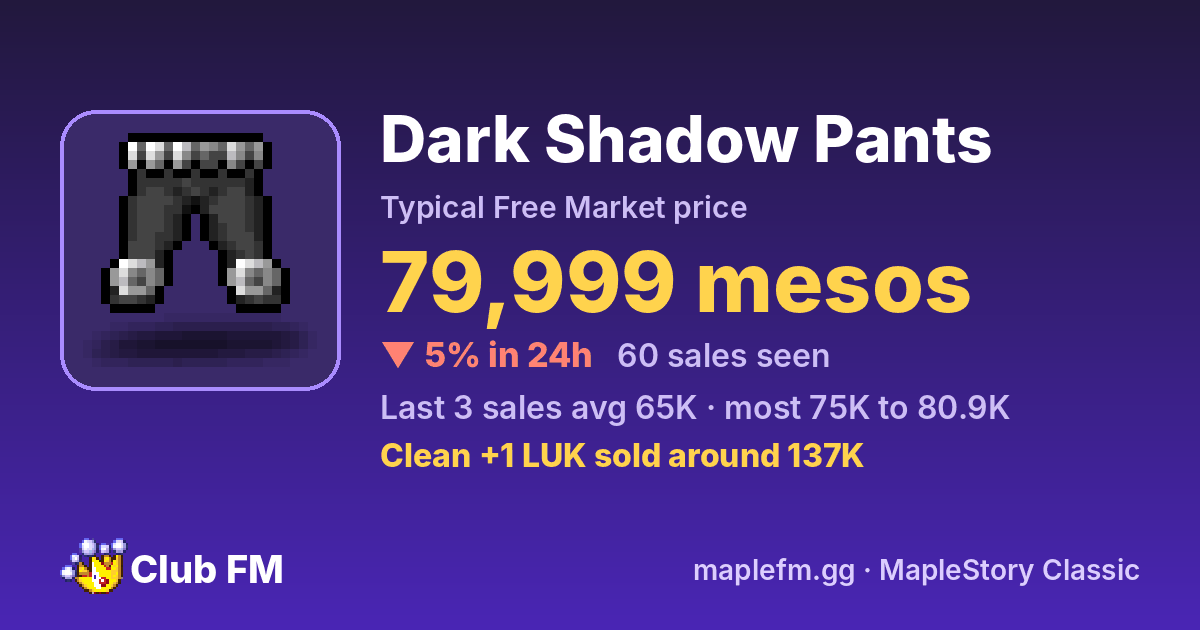 Dark Shadow Pants
Typical Free Market price
79,999 mesos
▼ 5% in 24h 60 sales seen
Last 3 sales avg 65K · most 75K to 80.9K
Clean +1 LUK sold around 137K
Club FM
maplefm.gg · MapleStory Classic